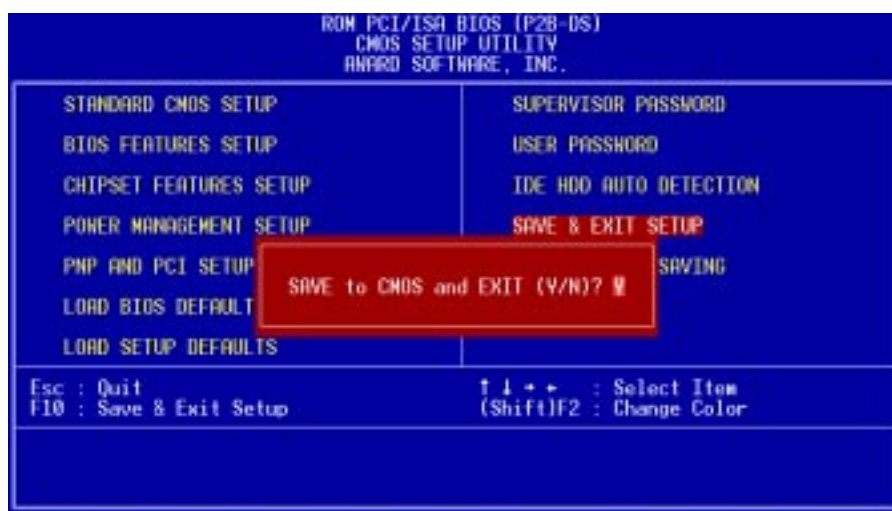 ROM PCI/ISA BIOS (P2B-DS)
CMOS SETUP UTILITY
AWARD SOFTWARE, INC.
STANDARD CMOS SETUP
BIOS FEATURES SETUP
CHIPSET FEATURES SETUP
POWER MANAGEMENT SETUP
PNP AND PCI SETUP
LOAD BIOS DEFAULT
LOAD SETUP DEFAULTS
SUPERVISOR PASSWORD
USER PASSWORD
IDE HDD AUTO DETECTION
SAVE & EXIT SETUP
SAVING
SAVE to CMOS and EXIT (Y/N)? Y
Esc : Quit
F10 : Save & Exit Setup
↑ ↓ → ← : Select Item
(Shift)F2 : Change Color